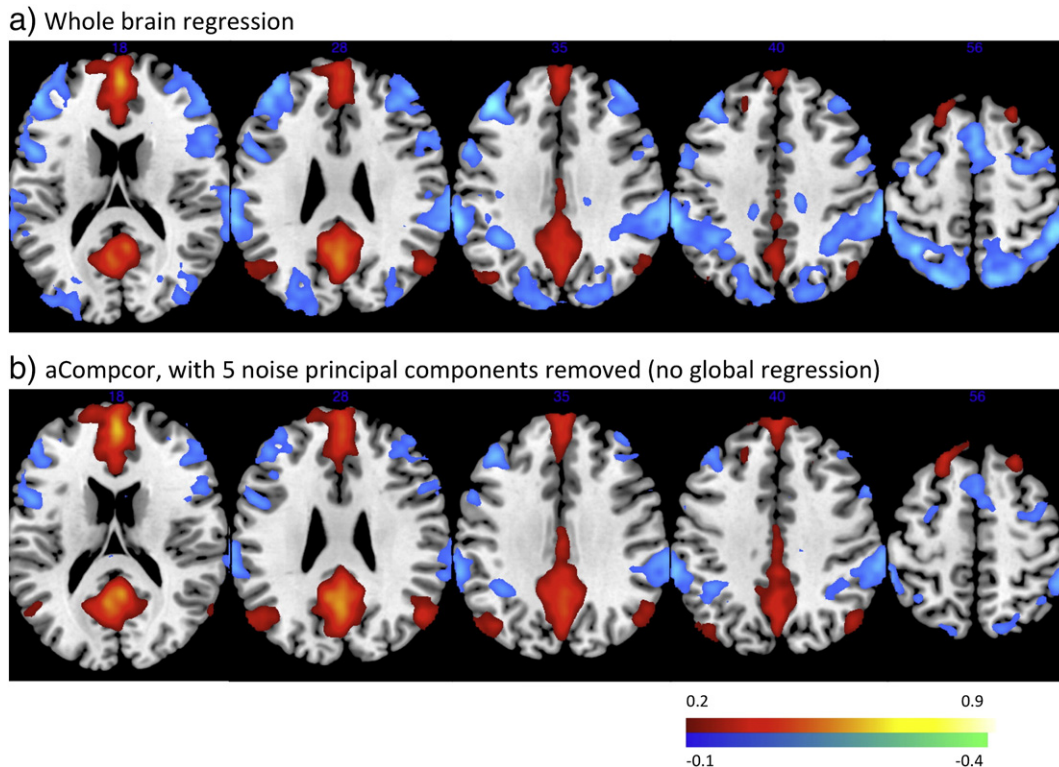 a) Whole brain regression
18 28 35 40 56
b) aCompcor, with 5 noise principal components removed (no global regression)
18 28 35 40 56
0.2 0.9
-0.1 -0.4